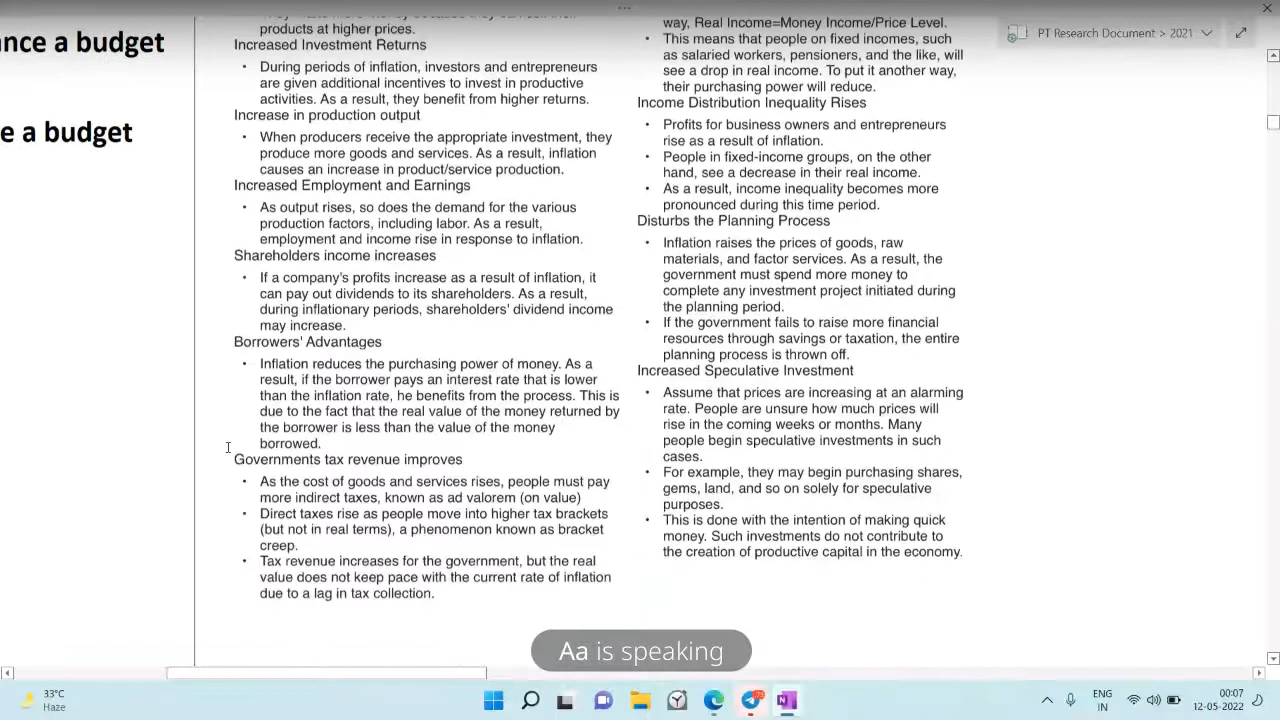 ance a budget
e a budget
products at higher prices.
Increased Investment Returns
• During periods of inflation, investors and entrepreneurs
are given additional incentives to invest in productive
activities. As a result, they benefit from higher returns.
Increase in production output
• When producers receive the appropriate investment, they
produce more goods and services. As a result, inflation
causes an increase in product/service production.
Increased Employment and Earnings
• As output rises, so does the demand for the various
production factors, including labor. As a result,
employment and income rise in response to inflation.
Shareholders income increases
• If a company's profits increase as a result of inflation, it
can pay out dividends to its shareholders. As a result,
during inflationary periods, shareholders' dividend income
may increase.
Borrowers' Advantages
• Inflation reduces the purchasing power of money. As a
result, if the borrower pays an interest rate that is lower
than the inflation rate, he benefits from the process. This is
due to the fact that the real value of the money returned by
the borrower is less than the value of the money
borrowed.
Governments tax revenue improves
• As the cost of goods and services rises, people must pay
more indirect taxes, known as ad valorem (on value)
• Direct taxes rise as people move into higher tax brackets
(but not in real terms), a phenomenon known as bracket
creep.
• Tax revenue increases for the government, but the real
value does not keep pace with the current rate of inflation
due to a lag in tax collection.
way, Real Income=Money Income/Price Level.
• This means that people on fixed incomes, such
as salaried workers, pensioners, and the like, will
see a drop in real income. To put it another way,
their purchasing power will reduce.
Income Distribution Inequality Rises
• Profits for business owners and entrepreneurs
rise as a result of inflation.
• People in fixed-income groups, on the other
hand, see a decrease in their real income.
• As a result, income inequality becomes more
pronounced during this time period.
Disturbs the Planning Process
• Inflation raises the prices of goods, raw
materials, and factor services. As a result, the
government must spend more money to
complete any investment project initiated during
the planning period.
• If the government fails to raise more financial
resources through savings or taxation, the entire
planning process is thrown off.
Increased Speculative Investment
• Assume that prices are increasing at an alarming
rate. People are unsure how much prices will
rise in the coming weeks or months. Many
people begin speculative investments in such
cases.
• For example, they may begin purchasing shares,
gems, land, and so on solely for speculative
purposes.
• This is done with the intention of making quick
money. Such investments do not contribute to
the creation of productive capital in the economy.
PT Research Document > 2021
Aa is speaking
33°C
Haze
73
ENG
IN
00:07
12-05-2022